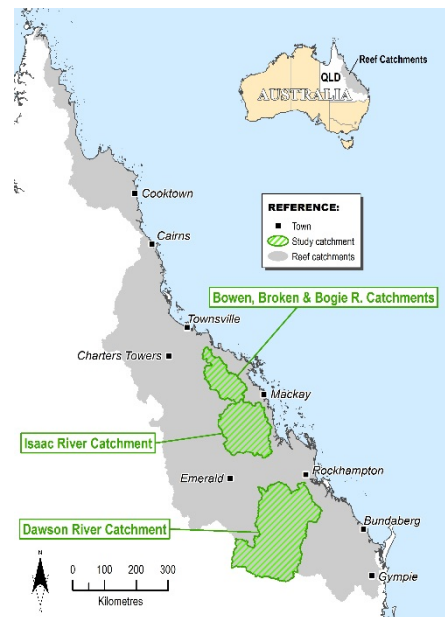 Reef Catchments
QLD
AUSTRALIA
Cooktown
REFERENCE:
Town
Study catchment
Reef catchments
Cairns
Bowen, Broken & Bogie R. Catchments
Townsville
Charters Towers
Mackay
Isaac River Catchment
Emerald
Rockhampton
Dawson River Catchment
Bundaberg
N
Gympie
0 100 200 300
Kilometres